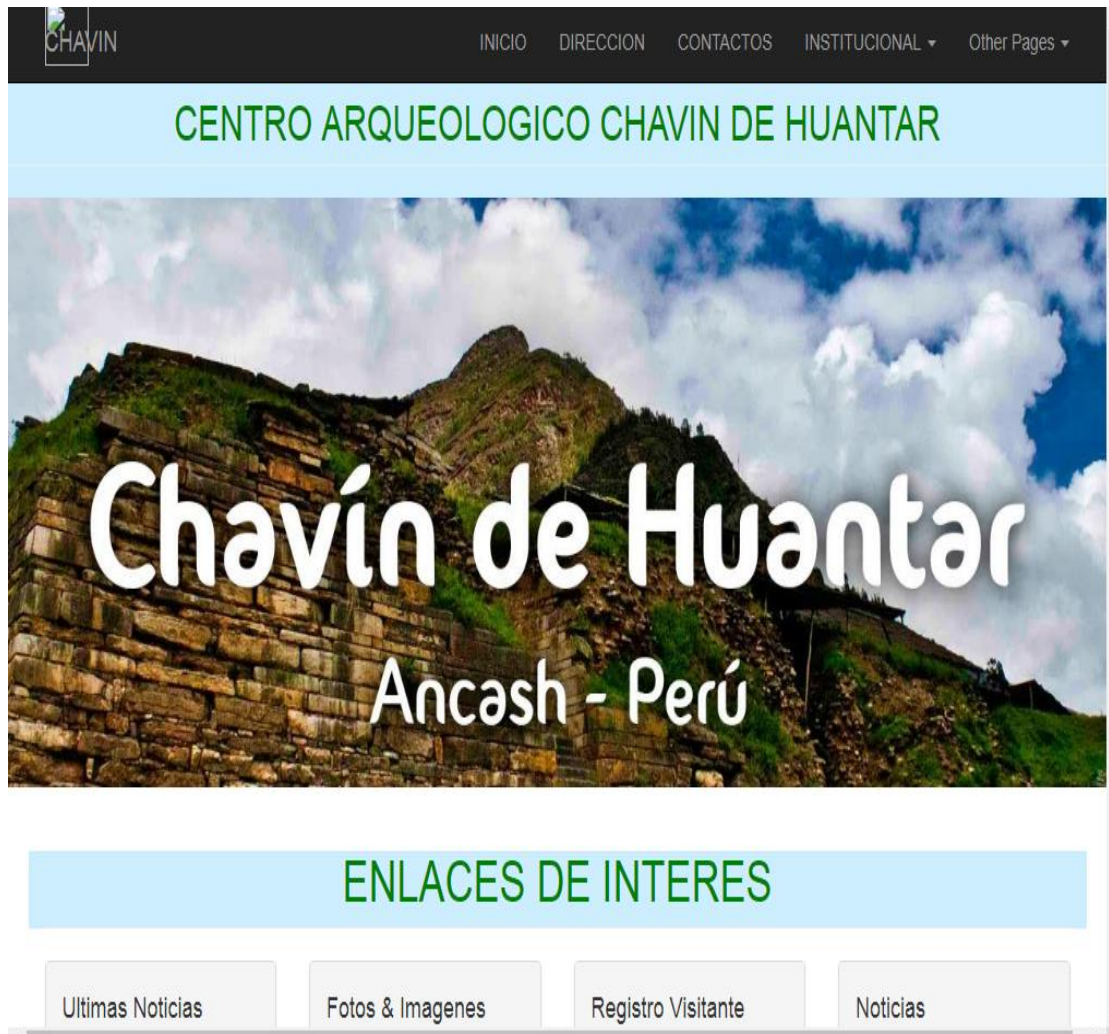 CHAVIN
INICIO DIRECCION CONTACTOS INSTITUCIONAL Other Pages
CENTRO ARQUEOLOGICO CHAVIN DE HUANTAR
Chavín de Huantar
Ancash - Perú
ENLACES DE INTERES
Ultimas Noticias Fotos & Imagenes Registro Visitante Noticias